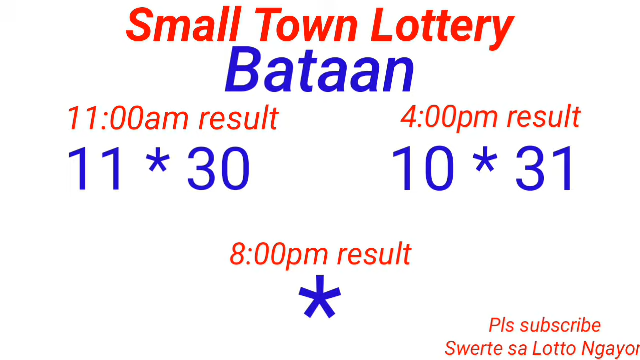 Small Town Lottery
Bataan
11:00am result
11 * 30
4:00pm result
10 * 31
8:00pm result
*
Pls subscribe
Swerte sa Lotto Ngayon